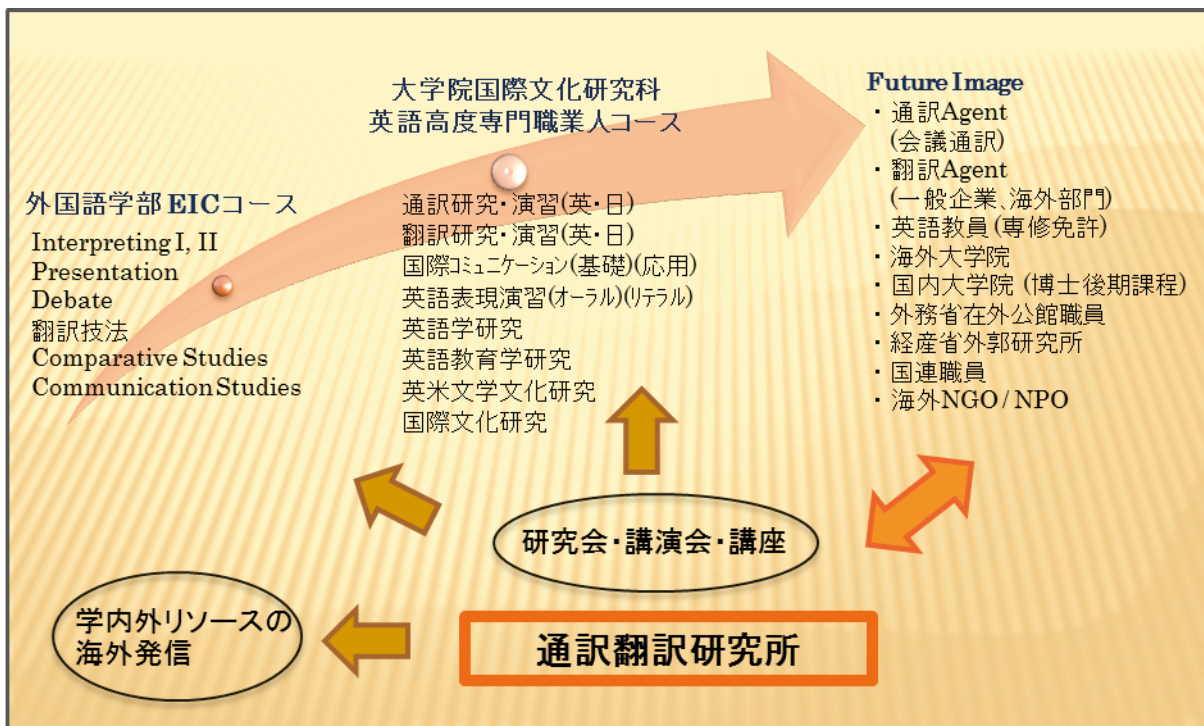 外国語学部 EICコース
Interpreting I, II
Presentation
Debate
翻訳技法
Comparative Studies
Communication Studies
大学院国際文化研究科
英語高度専門職業人コース
通訳研究・演習(英・日)
翻訳研究・演習(英・日)
国際ｺﾐｭﾆｹｰｼｮﾝ(基礎)(応用)
英語表現演習(ｵｰﾗﾙ)(ﾘﾃﾗﾙ)
英語学研究
英語教育学研究
英米文学文化研究
国際文化研究
Future Image
・通訳Agent
(会議通訳)
・翻訳Agent
(一般企業、海外部門)
・英語教員(専修免許)
・海外大学院
・国内大学院 (博士後期課程)
・外務省在外公館職員
・経産省外郭研究所
・国連職員
・海外NGO / NPO
研究会・講演会・講座
学内外リソースの
海外発信
通訳翻訳研究所